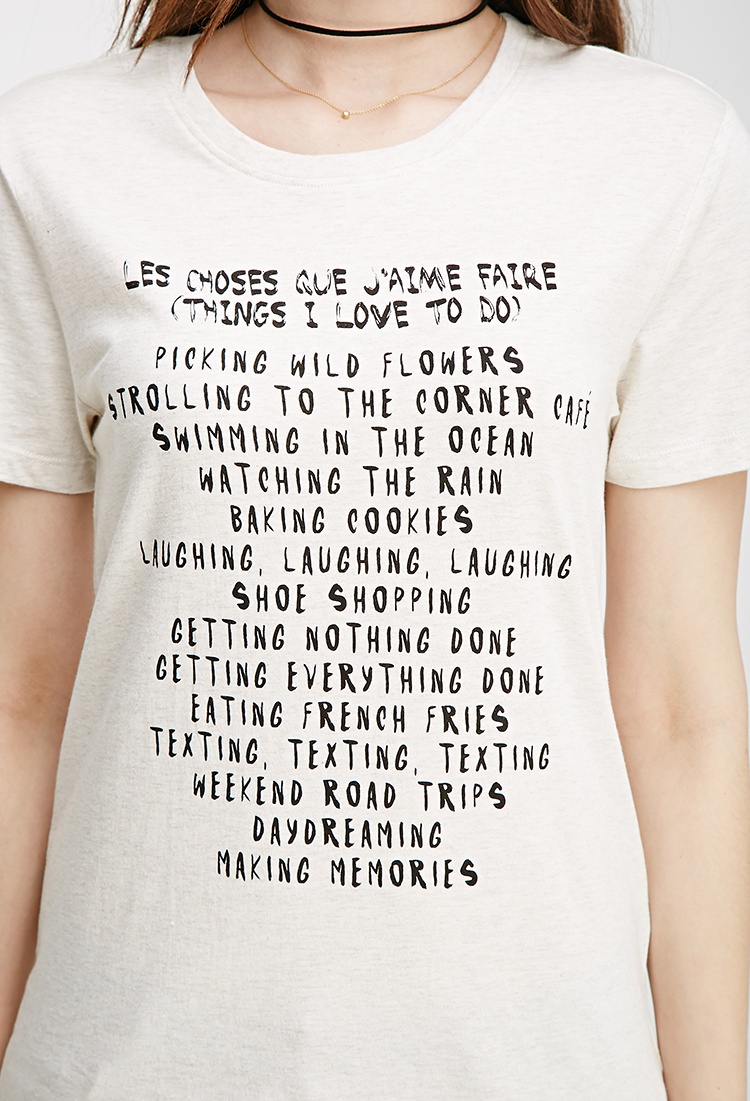 LES CHOSES QUE J'AIME FAIRE
(THINGS I LOVE TO DO)
PICKING WILD FLOWERS
STROLLING TO THE CORNER CAFÉ
SWIMMING IN THE OCEAN
WATCHING THE RAIN
BAKING COOKIES
LAUGHING, LAUGHING, LAUGHING
SHOE SHOPPING
GETTING NOTHING DONE
GETTING EVERYTHING DONE
EATING FRENCH FRIES
TEXTING, TEXTING, TEXTING
WEEKEND ROAD TRIPS
DAYDREAMING
MAKING MEMORIES